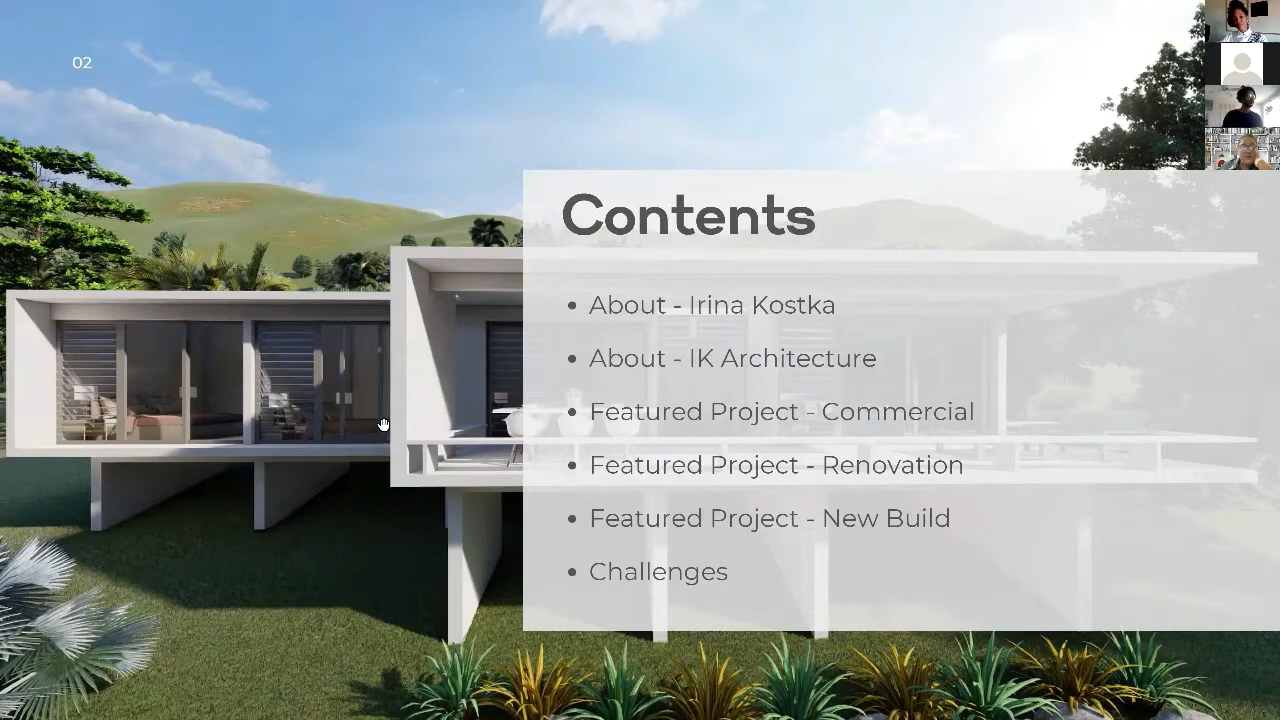 02
Contents
• About - Irina Kostka
• About - IK Architecture
• Featured Project - Commercial
• Featured Project - Renovation
• Featured Project - New Build
• Challenges